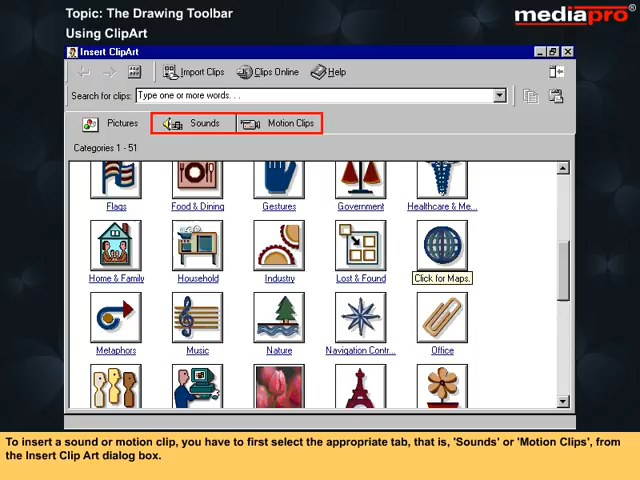 Topic: The Drawing Toolbar
mediapro®
Using ClipArt
Insert ClipArt
Import Clips Clips Online Help
Search for clips: Type one or more words. . .
Pictures Sounds Motion Clips
Categories 1 - 51
Flags Food & Dining Gestures Government Healthcare & Me...
Home & Family Household Industry Lost & Found Click for Maps.
Metaphors Music Nature Navigation Contr... Office
To insert a sound or motion clip, you have to first select the appropriate tab, that is, 'Sounds' or 'Motion Clips', from
the Insert Clip Art dialog box.